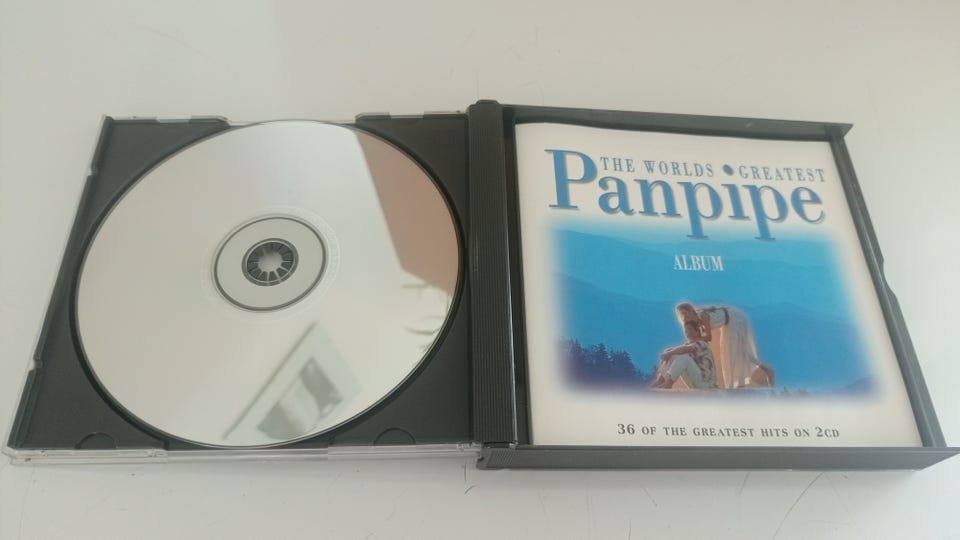 THE WORLDS • GREATEST
Panpipe
ALBUM
36 OF THE GREATEST HITS ON 2CD